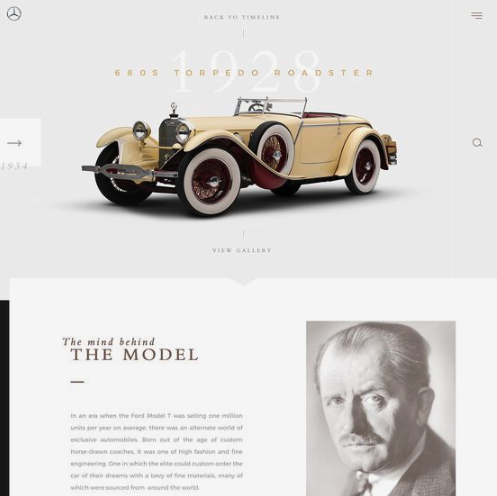 BACK TO TIMELINE
1928
680S TORPEDO ROADSTER
1934
VIEW GALLERY
The mind behind
THE MODEL
In an era when the Ford Model T was selling one million
units per year on average, there was an alternate world of
exclusive automobiles. Born out of the age of custom
horse-drawn coaches, it was one of high fashion and fine
engineering. One in which the elite could custom order the
car of their dreams with a bevy of fine materials, many of
which were sourced from around the world.